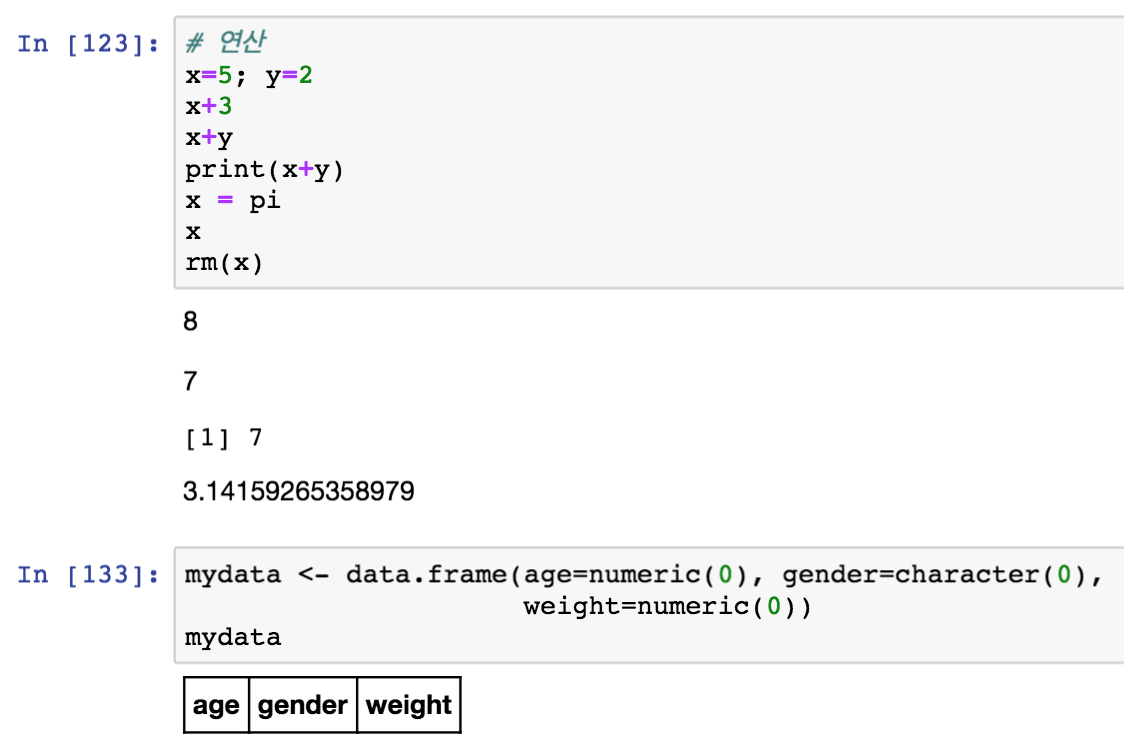 In [123]:
# 연산
x=5; y=2
x+3
x+y
print(x+y)
x = pi
x
rm(x)
8
7
[1] 7
3.14159265358979
In [133]:
mydata <- data.frame(age=numeric(0), gender=character(0),
weight=numeric(0))
mydata
age gender weight